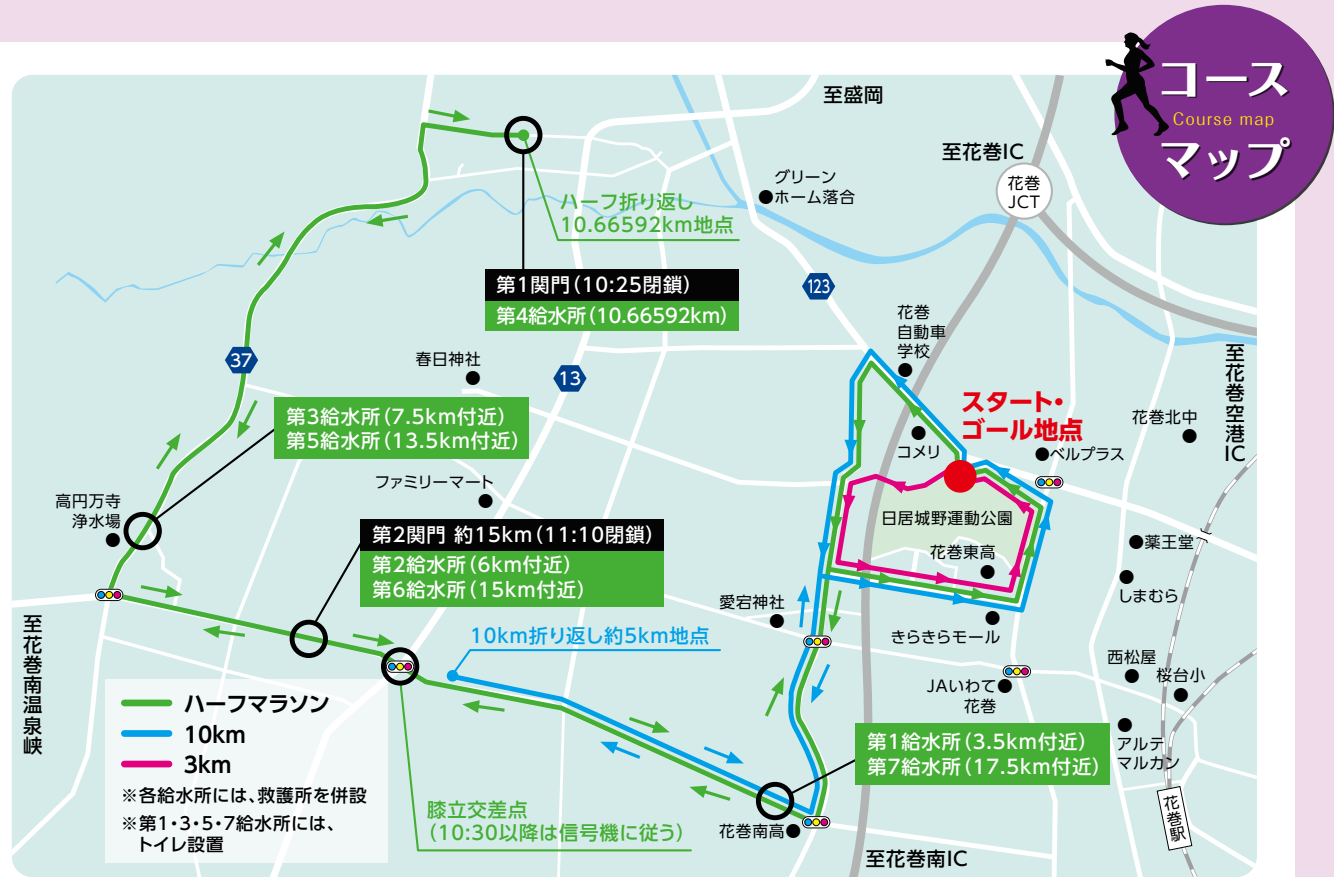 コース
Course map
マップ
至盛岡
至花巻IC
花巻
JCT
グリーン
ホーム落合
ハーフ折り返し
10.66592km地点
第1関門(10:25閉鎖)
第4給水所(10.66592km)
123
花巻
自動車
学校
37
春日神社
13
至花巻空港IC
スタート・
ゴール地点
花巻北中
コメリ
ベルプラス
第3給水所(7.5km付近)
第5給水所(13.5km付近)
ファミリーマート
高円万寺
浄水場
日居城野運動公園
第2関門 約15km(11:10閉鎖)
第2給水所(6km付近)
第6給水所(15km付近)
花巻東高
薬王堂
しまむら
愛宕神社
きらきらモール
至花巻南温泉峡
10km折り返し約5km地点
西松屋
桜台小
JAいわて
花巻
アルテ
マルカン
ハーフマラソン
10km
3km
※各給水所には、救護所を併設
※第1・3・5・7給水所には、
トイレ設置
第1給水所(3.5km付近)
第7給水所(17.5km付近)
膝立交差点
(10:30以降は信号機に従う)
花巻南高
花巻駅
至花巻南IC